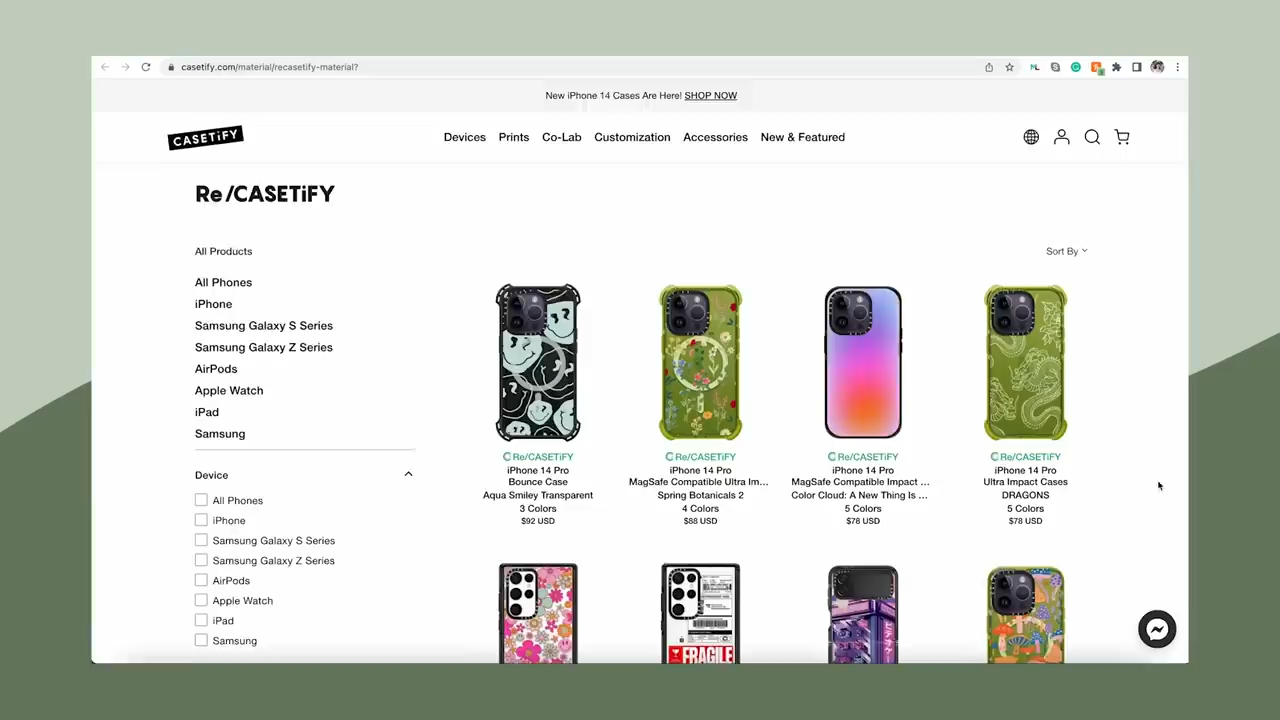 casetify.com/material/recasetify-material?
New iPhone 14 Cases Are Here! SHOP NOW
CASETiFY
Devices Prints Co-Lab Customization Accessories New & Featured
Re/CASETiFY
All Products
Sort By
All Phones
iPhone
Samsung Galaxy S Series
Samsung Galaxy Z Series
AirPods
Apple Watch
iPad
Samsung
Device
All Phones
iPhone
Samsung Galaxy S Series
Samsung Galaxy Z Series
AirPods
Apple Watch
iPad
Samsung
Re/CASETiFY
iPhone 14 Pro
Bounce Case
Aqua Smiley Transparent
3 Colors
$92 USD
Re/CASETiFY
iPhone 14 Pro
MagSafe Compatible Ultra Im...
Spring Botanicals 2
4 Colors
$88 USD
Re/CASETiFY
iPhone 14 Pro
MagSafe Compatible Impact ...
Color Cloud: A New Thing Is ...
5 Colors
$78 USD
Re/CASETiFY
iPhone 14 Pro
Ultra Impact Cases
DRAGONS
5 Colors
$78 USD
FRAGILE